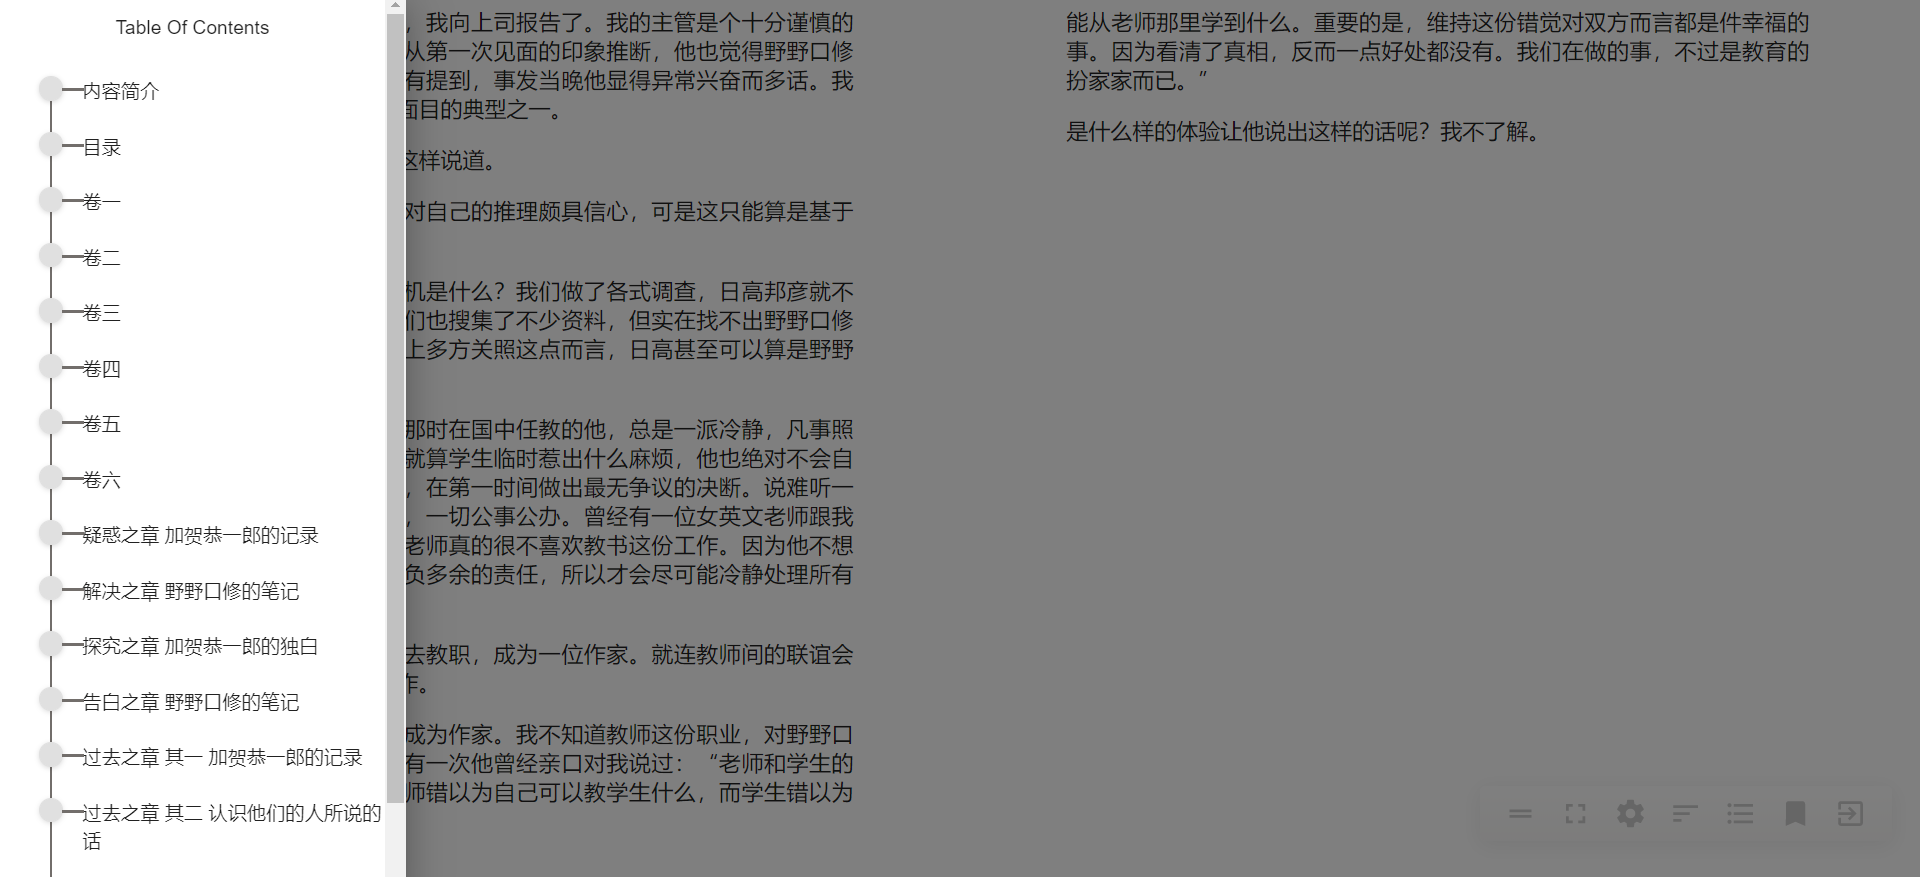 Table Of Contents
内容简介
目录
卷一
卷二
卷三
卷四
卷五
卷六
疑惑之章 加贺恭一郎的记录
解决之章 野野口修的笔记
探究之章 加贺恭一郎的独白
告白之章 野野口修的笔记
过去之章 其一 加贺恭一郎的记录
过去之章 其二 认识他们的人所说的
话
，我向上司报告了。我的主管是个十分谨慎的
从第一次见面的印象推断，他也觉得野野口修
有提到，事发当晚他显得异常兴奋而多话。我
面目的典型之一。
这样说道。
对自己的推理颇具信心，可是这只能算是基于
机是什么？我们做了各式调查，日高邦彦就不
们也搜集了不少资料，但实在找不出野野口修
上多方关照这点而言，日高甚至可以算是野野
那时在国中任教的他，总是一派冷静，凡事照
就算学生临时惹出什么麻烦，他也绝对不会自
，在第一时间做出最无争议的决断。说难听一
，一切公事公办。曾经有一位女英文老师跟我
老师真的很不喜欢教书这份工作。因为他不想
负多余的责任，所以才会尽可能冷静处理所有
去教职，成为一位作家。就连教师间的联谊会
作。
成为作家。我不知道教师这份职业，对野野口
有一次他曾经亲口对我说过：“老师和学生的
师错以为自己可以教学生什么，而学生错以为
能从老师那里学到什么。重要的是，维持这份错觉对双方而言都是件幸福的
事。因为看清了真相，反而一点好处都没有。我们在做的事，不过是教育的
扮家家而已。”
是什么样的体验让他说出这样的话呢？我不了解。